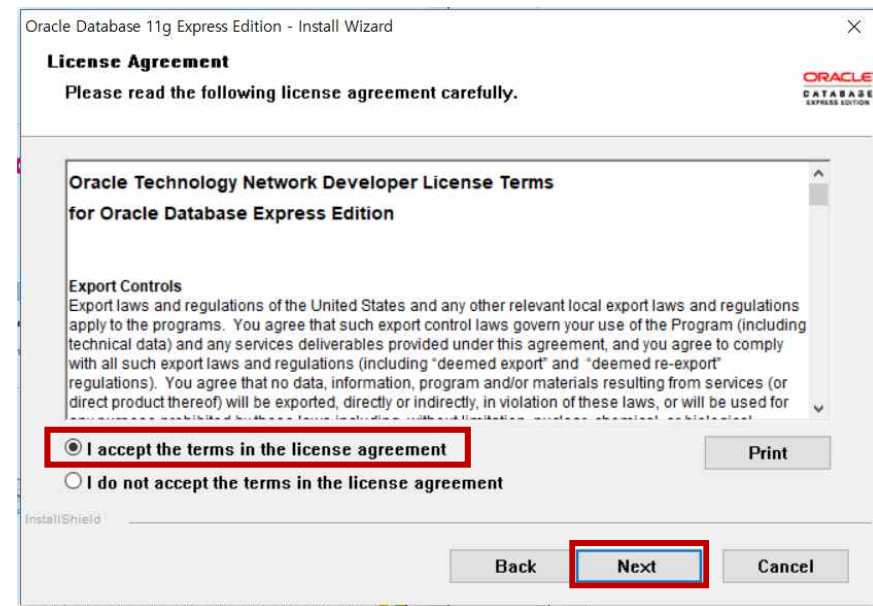 Oracle Database 11g Express Edition - Install Wizard
License Agreement
Please read the following license agreement carefully.
ORACLE
DATABASE
EXPRESS EDITION
Oracle Technology Network Developer License Terms
for Oracle Database Express Edition
Export Controls
Export laws and regulations of the United States and any other relevant local export laws and regulations
apply to the programs.  You agree that such export control laws govern your use of the Program (including
technical data) and any services deliverables provided under this agreement, and you agree to comply
with all such export laws and regulations (including “deemed export” and  “deemed re-export”
regulations).  You agree that no data, information, program and/or materials resulting from services (or
direct product thereof) will be exported, directly or indirectly, in violation of these laws, or will be used for
I accept the terms in the license agreement
Print
I do not accept the terms in the license agreement
InstallShield
Back
Next
Cancel